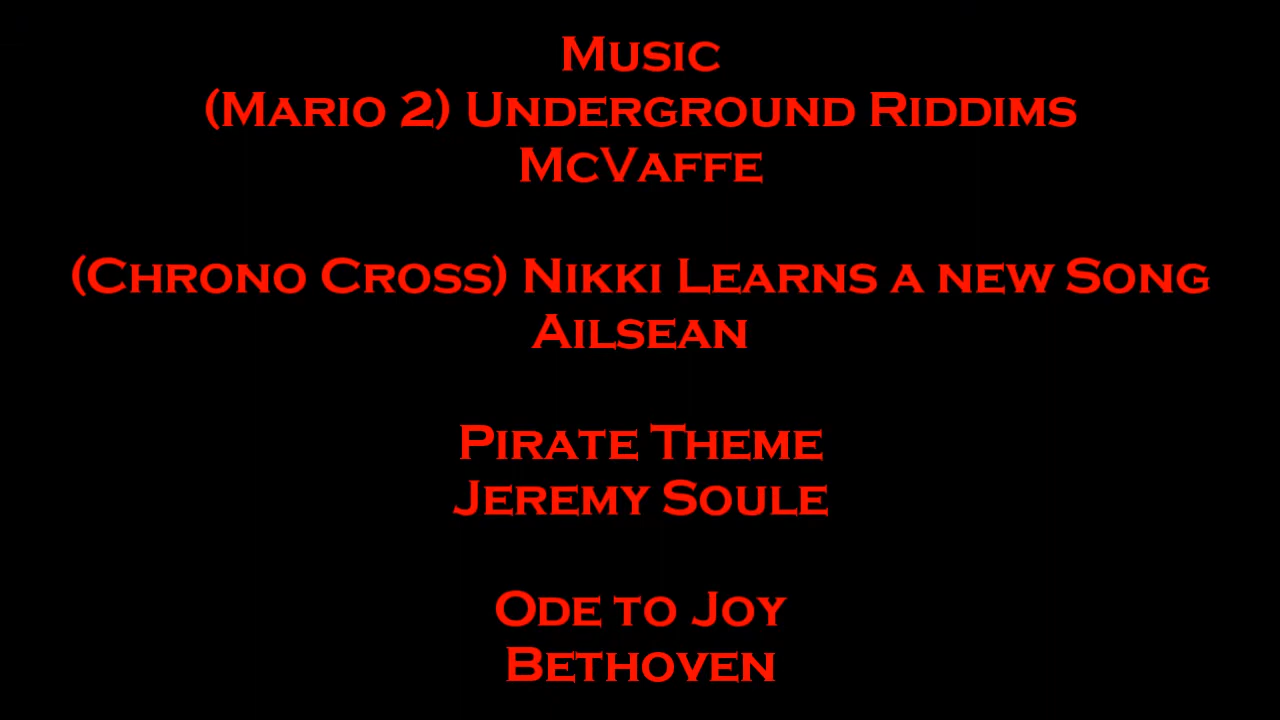 Music
(Mario 2) Underground Riddims
McVaffe
(Chrono Cross) Nikki Learns a new Song
Ailsean
Pirate Theme
Jeremy Soule
Ode to Joy
Bethoven